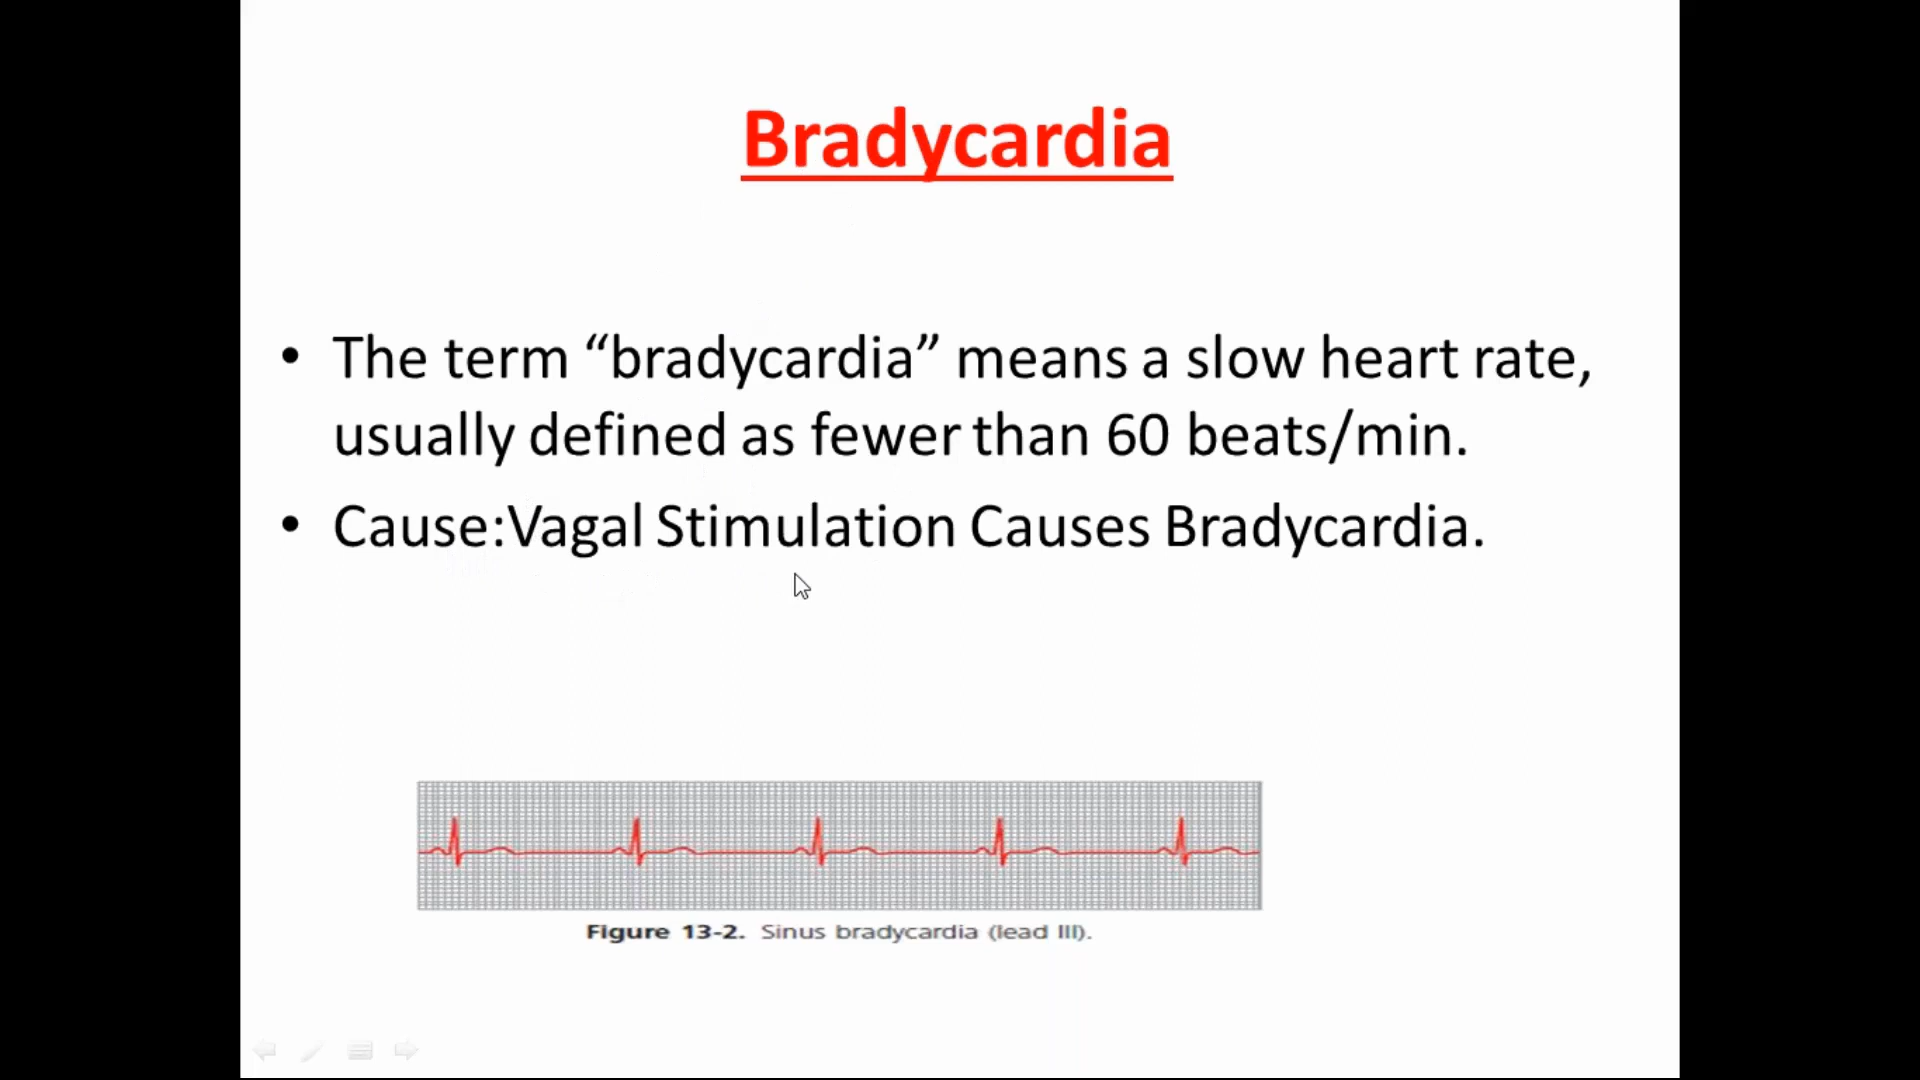 Bradycardia
• The term “bradycardia” means a slow heart rate,
usually defined as fewer than 60 beats/min.
• Cause:Vagal Stimulation Causes Bradycardia.
Figure 13-2. Sinus bradycardia (lead III).